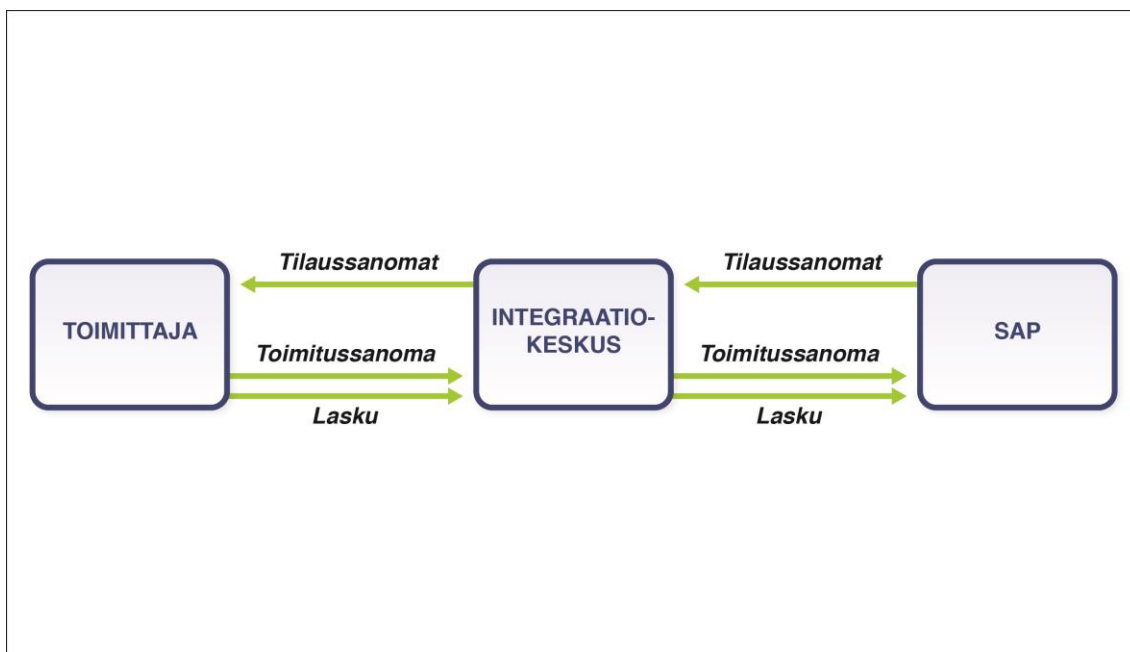 Tilaussanomat
Tilaussanomat
TOIMITTAJA
INTEGRAATIO-
KESKUS
SAP
Toimitussanoma
Toimitussanoma
Lasku
Lasku